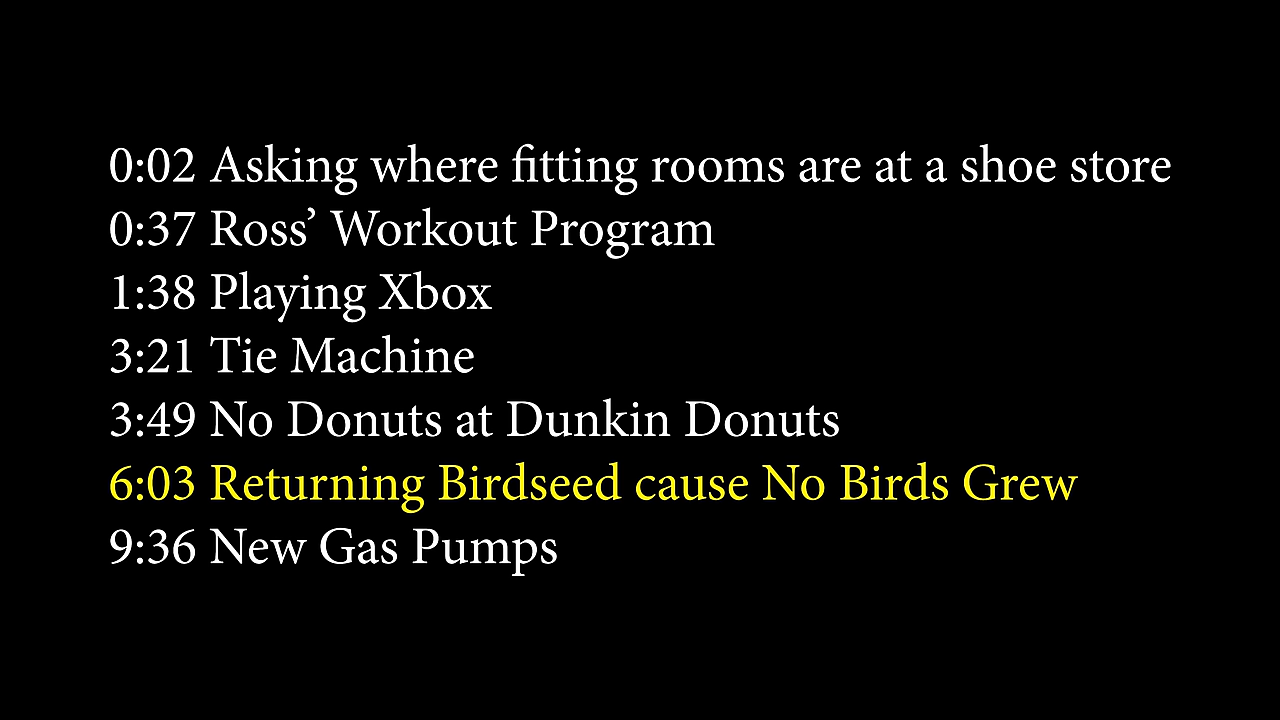 0:02 Asking where fitting rooms are at a shoe store
0:37 Ross’ Workout Program
1:38 Playing Xbox
3:21 Tie Machine
3:49 No Donuts at Dunkin Donuts
6:03 Returning Birdseed cause No Birds Grew
9:36 New Gas Pumps